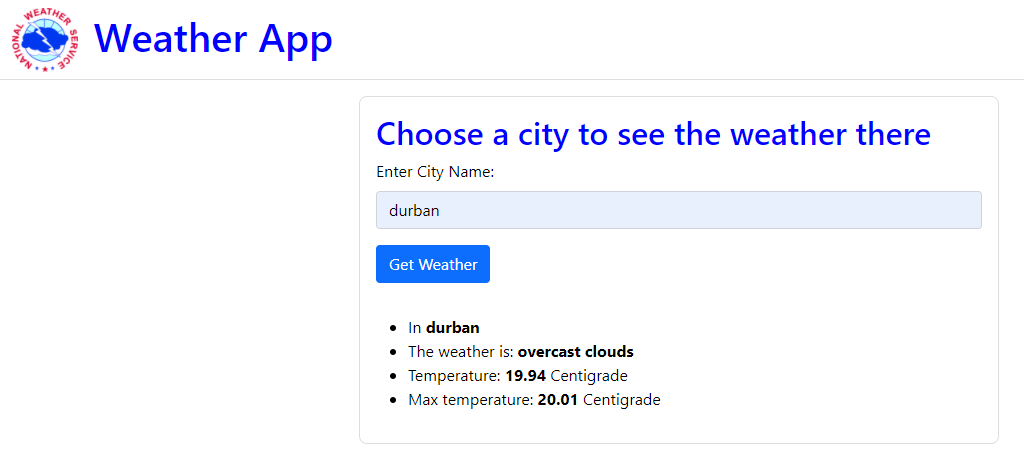 NATIONAL WEATHER SERVICE
Weather App
Choose a city to see the weather there
Enter City Name:
durban
Get Weather
In durban
The weather is: overcast clouds
Temperature: 19.94 Centigrade
Max temperature: 20.01 Centigrade